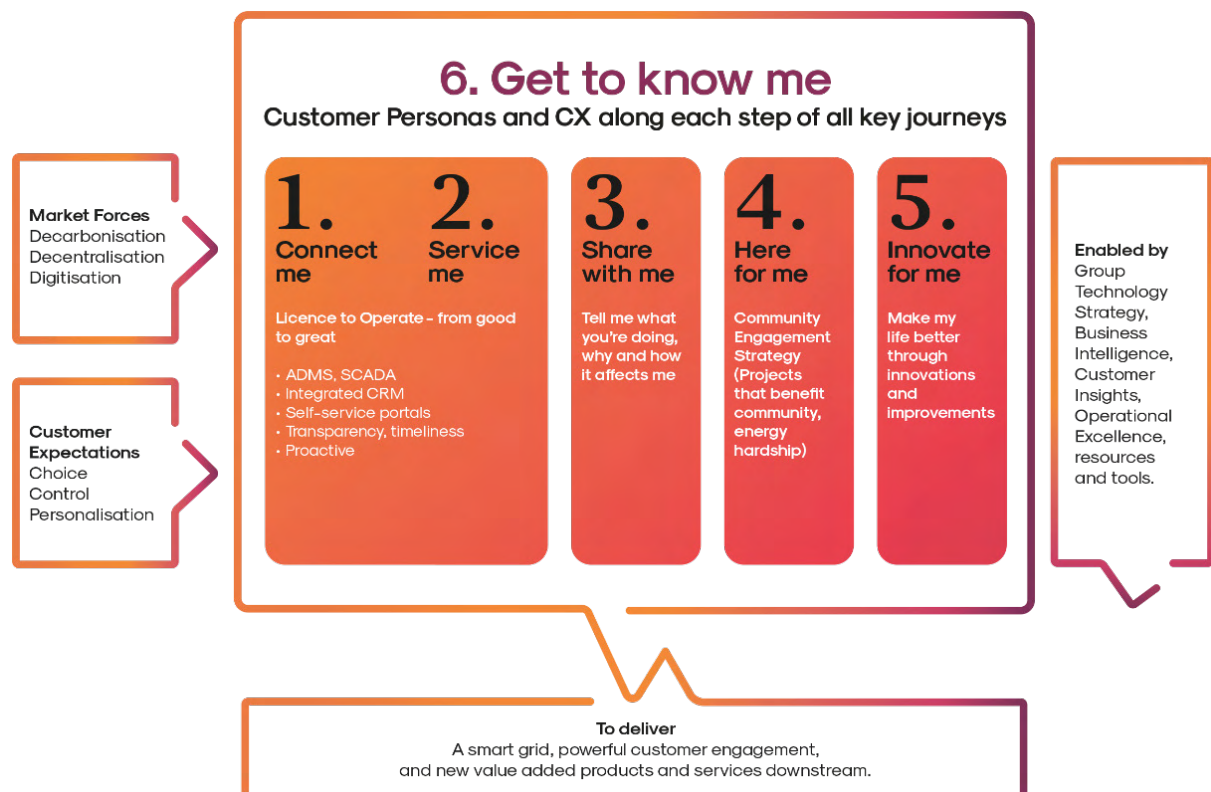 6. Get to know me
Customer Personas and CX along each step of all key journeys
Market Forces
Decarbonisation
Decentralisation
Digitisation
Customer
Expectations
Choice
Control
Personalisation
1.
Connect
me
2.
Service
me
Licence to Operate - from good
to great
• ADMS, SCADA
• Integrated CRM
• Self-service portals
• Transparency, timeliness
• Proactive
3.
Share
with me
Tell me what
you're doing,
why and how
it affects me
4.
Here
for me
Community
Engagement
Strategy
(Projects
that benefit
community,
energy
hardship)
5.
Innovate
for me
Make my
life better
through
innovations
and
improvements
Enabled by
Group
Technology
Strategy,
Business
Intelligence,
Customer
Insights,
Operational
Excellence,
resources
and tools.
To deliver
A smart grid, powerful customer engagement,
and new value added products and services downstream.